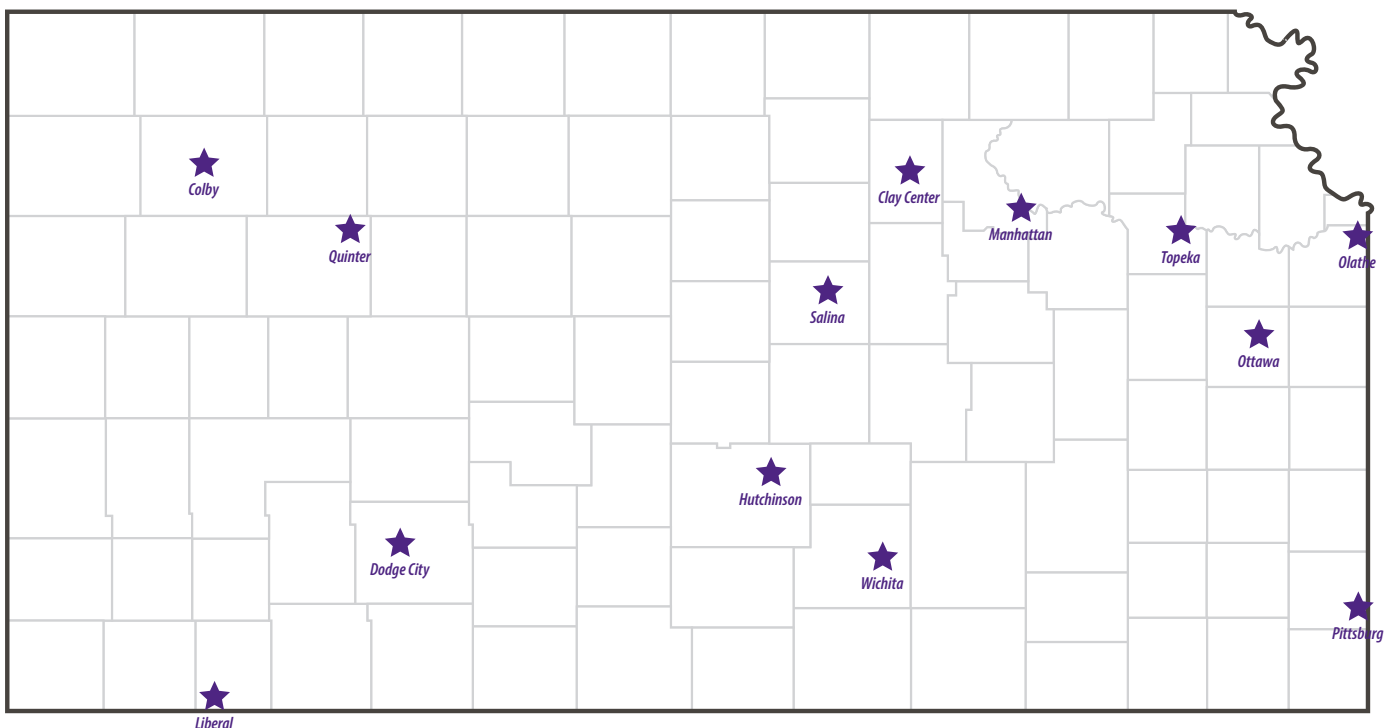 Colby
Clay Center
Manhattan
Quinter
Topeka
Olathe
Salina
Ottawa
Hutchinson
Dodge City
Wichita
Pittsburg
Liberal